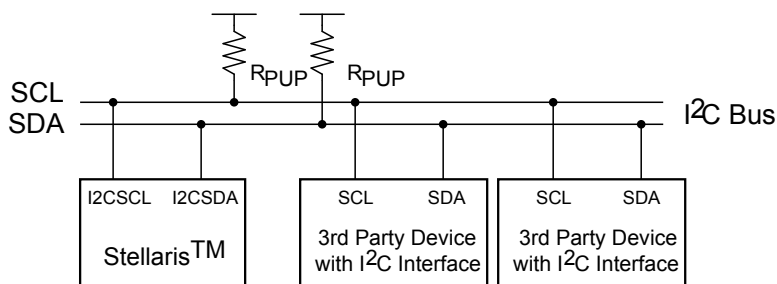 RPUP RPUP
SCL
SDA
I2C Bus
I2CSCL I2CSDA SCL SDA SCL SDA
Stellaris™
3rd Party Device
with I2C Interface
3rd Party Device
with I2C Interface